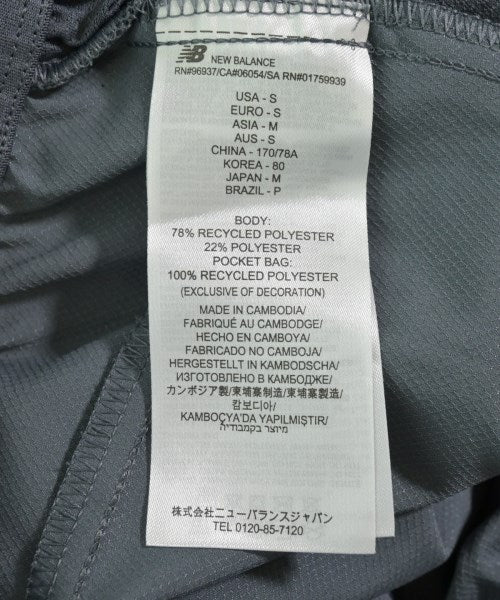 NB NEW BALANCE
RN#96937/CA#06054/SA RN#01759939
USA - S
EURO - S
ASIA - M
AUS - S
CHINA - 170/78A
KOREA - 80
JAPAN - M
BRAZIL - P
BODY:
78% RECYCLED POLYESTER
22% POLYESTER
POCKET BAG:
100% RECYCLED POLYESTER
(EXCLUSIVE OF DECORATION)
MADE IN CAMBODIA/
FABRIQUÉ AU CAMBODGE/
HECHO EN CAMBOYA/
FABRICADO NO CAMBOJA/
HERGESTELLT IN KAMBODSCHA/
ИЗГОТОВЛЕНО В КАМБОДЖЕ/
カンボジア製/柬埔寨制造/柬埔寨製造/
캄보디아/
KAMBOÇYA'DA YAPILMIŞTIR/
מיוצר בקמבודיה
株式会社ニューバランスジャパン
TEL 0120-85-7120